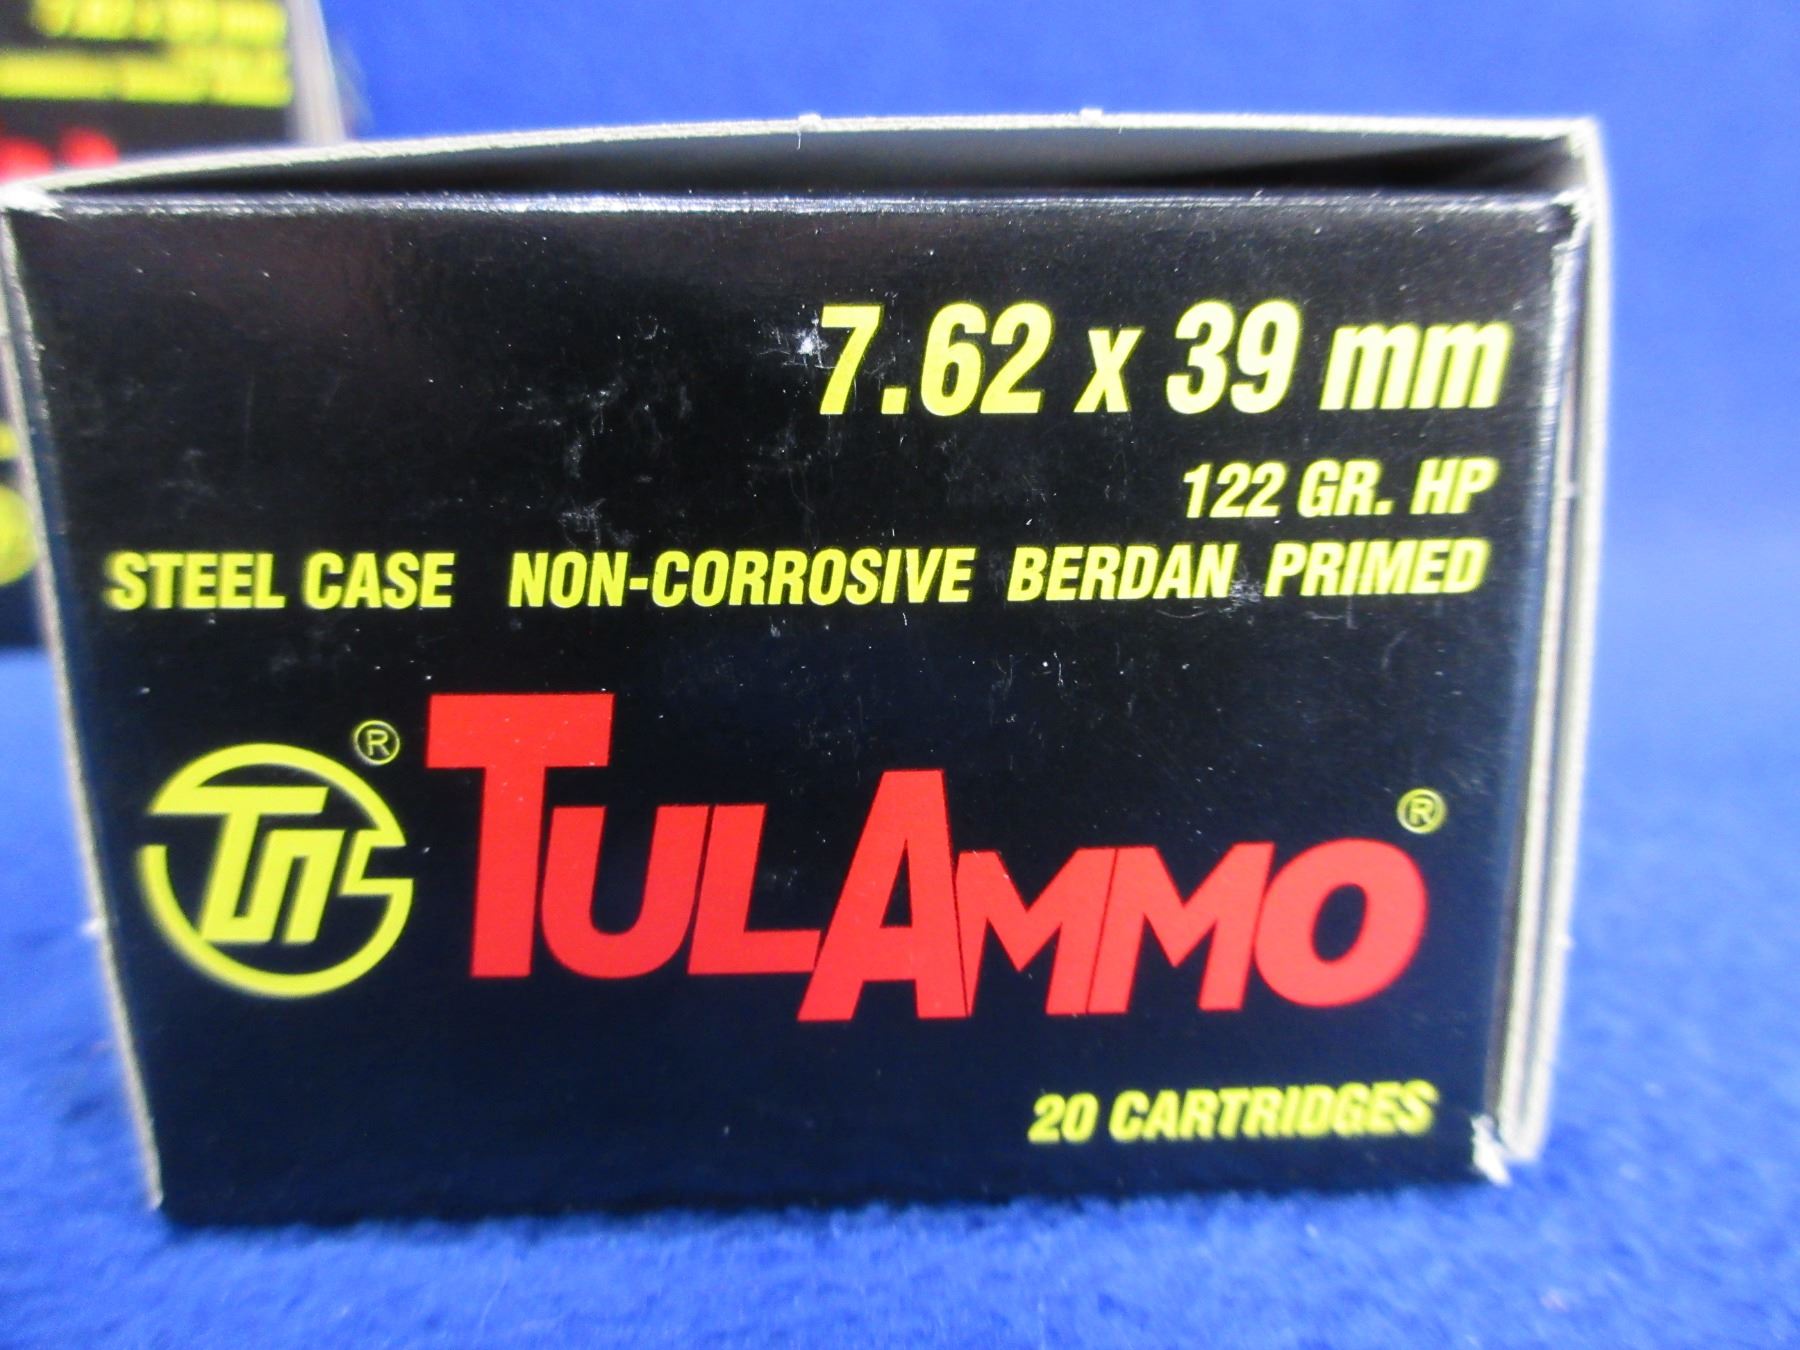 7.62 x 39 mm
122 GR. HP
STEEL CASE NON-CORROSIVE BERDAN PRIMED
® TULAMMO ®
20 CARTRIDGES